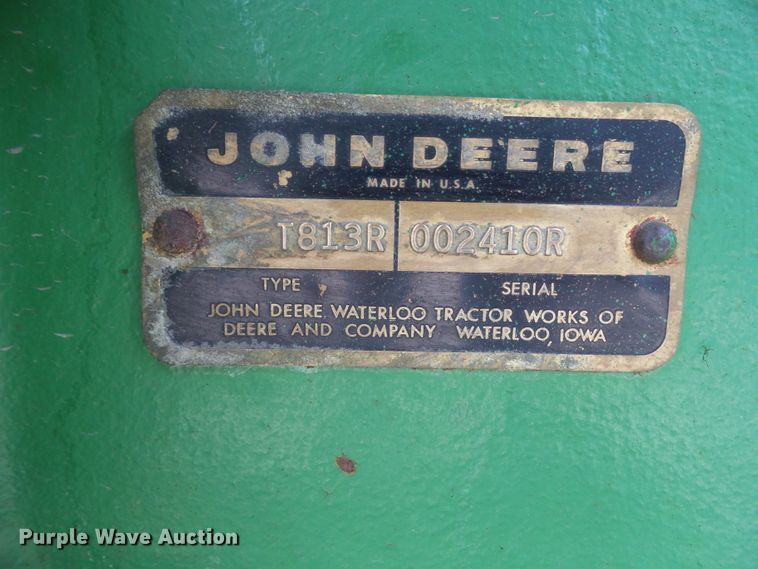 JOHN DEERE
MADE IN U.S.A.
T813R 002410R
TYPE SERIAL
JOHN DEERE WATERLOO TRACTOR WORKS OF
DEERE AND COMPANY WATERLOO, IOWA
Purple Wave Auction